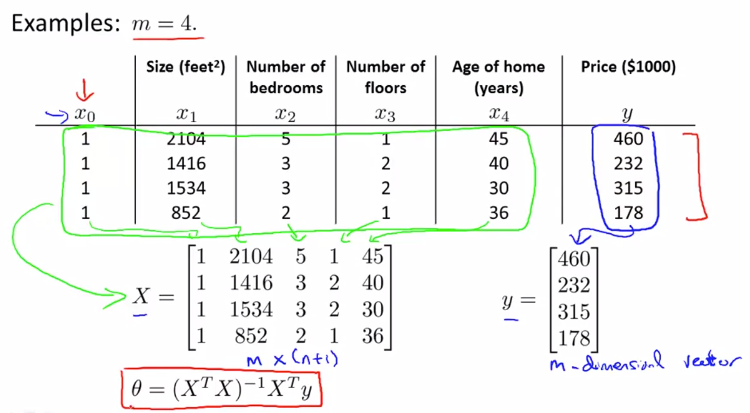 Examples: m = 4.
Size (feet²) Number of bedrooms Number of floors Age of home (years) Price ($1000)
x₀ x₁ x₂ x₃ x₄ y
1 2104 5 1 45 460
1 1416 3 2 40 232
1 1534 3 2 30 315
1 852 2 1 36 178
X = [1 2104 5 1 45
1 1416 3 2 40
1 1534 3 2 30
1 852 2 1 36]
m x (n+1)
y = [460
232
315
178]
m-dimensional vector
θ = (XᵀX)⁻¹Xᵀy